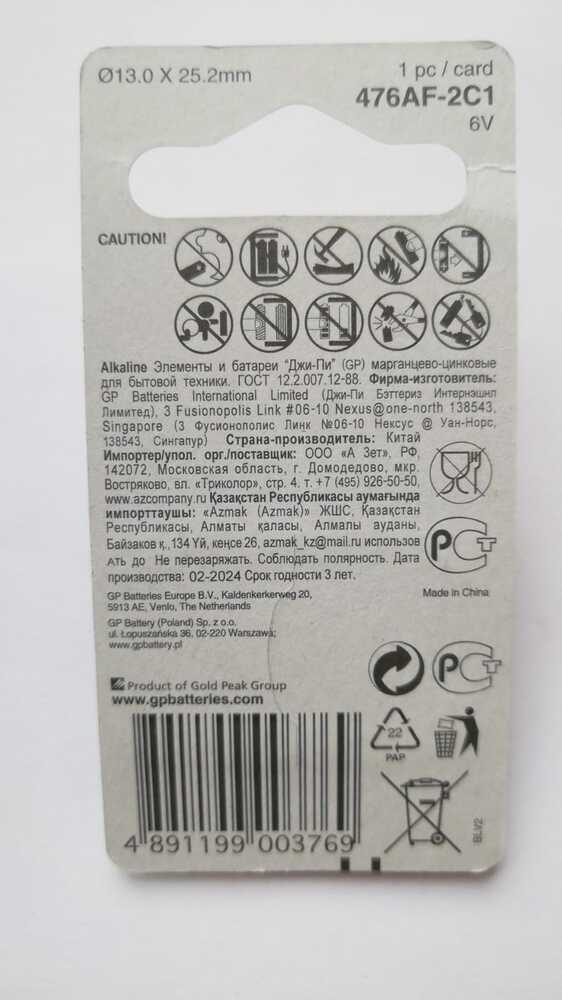 Ø13.0 X 25.2mm
1 pc / card
476AF-2C1
6V
CAUTION!
Alkaline Элементы и батареи "Джи-Пи" (GP) марганцево-цинковые
для бытовой техники. ГОСТ 12.2.007.12-88. Фирма-изготовитель:
GP Batteries International Limited (Джи-Пи Бэттериз Интернэшнл
Лимитед), 3 Fusionopolis Link #06-10 Nexus@one-north 138543,
Singapore (3 Фусионополис Линк №06-10 Нексус @ Уан-Норс,
138543, Сингапур) Страна-производитель: Китай
Импортер/упол. орг./поставщик: ООО «А Зет», РФ,
142072, Московская область, г. Домодедово, мкр.
Востряково, вл. «Триколор», стр. 4. т. +7 (495) 926-50-50,
www.azcompany.ru Қазақстан Республикасы аумағында
импорттаушы: «Azmak (Azmak)» ЖШС, Қазақстан
Республикасы, Алматы қаласы, Алмалы ауданы,
Байзаков қ.,134 Үй, кеңсе 26, azmak_kz@mail.ru использов
ать до Не перезаряжать. Соблюдать полярность. Дата
производства: 02-2024 Срок годности 3 лет.
GP Batteries Europe B.V., Kaldenkerkerweg 20,
5913 AE, Venlo, The Netherlands
GP Battery (Poland) Sp. z o.o.
ul. Łopuszańska 36, 02-220 Warszawa;
www.gpbattery.pl
РСТ
Made in China
Product of Gold Peak Group
www.gpbatteries.com
РСТ
22
PAP
4 891199 003769
BLV2